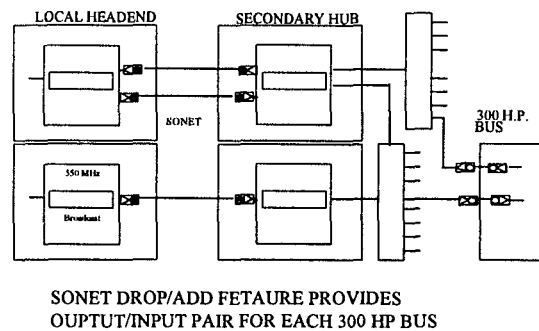 LOCAL HEADEND
SECONDARY HUB
SONET
300 H.P.
BUS
550 MHz
Broadcast
SONET DROP/ADD FETAURE PROVIDES
OUPTUT/INPUT PAIR FOR EACH 300 HP BUS